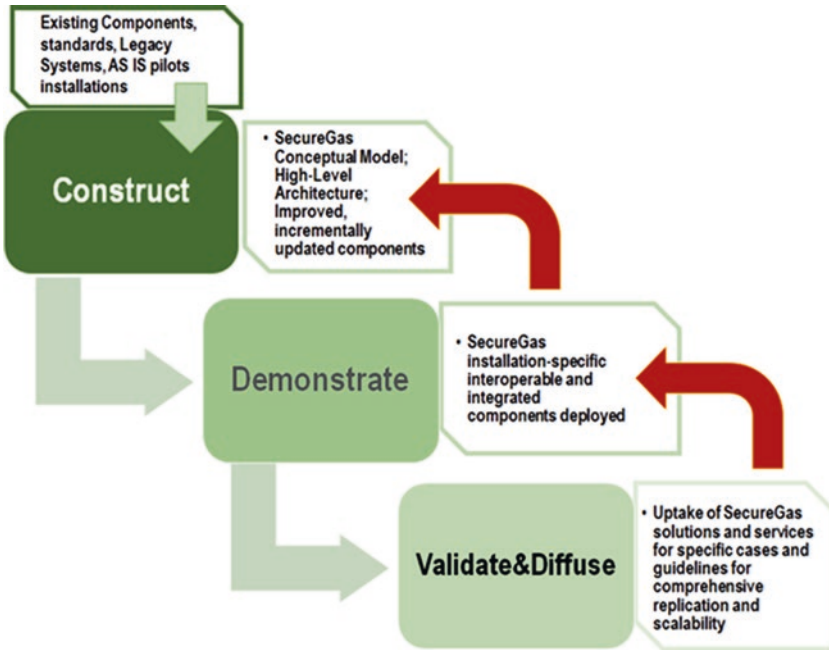 Existing Components,
standards, Legacy
Systems, AS IS pilots
installations
Construct
• SecureGas
Conceptual Model;
High-Level
Architecture;
Improved,
incrementally
updated components
Demonstrate
• SecureGas
installation-specific
interoperable and
integrated
components deployed
Validate&Diffuse
• Uptake of SecureGas
solutions and services
for specific cases and
guidelines for
comprehensive
replication and
scalability